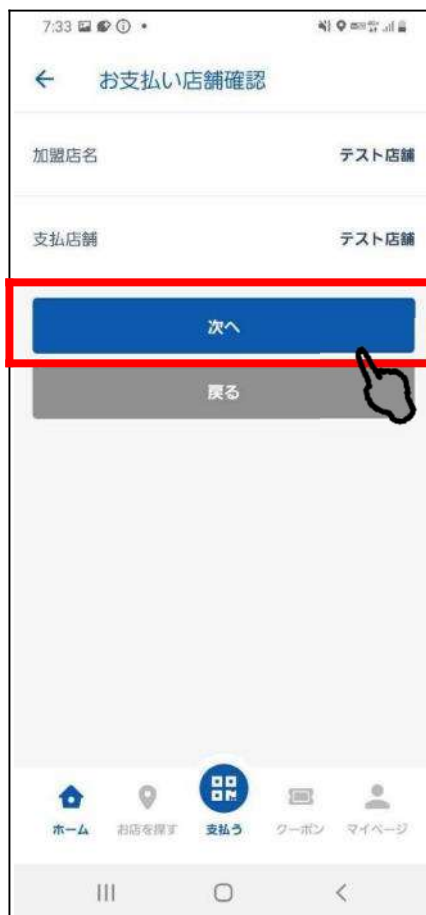 7:33
お支払い店舗確認
加盟店名 テスト店舗
支払店舗 テスト店舗
次へ
戻る
ホーム お店を探す 支払う クーポン マイページ